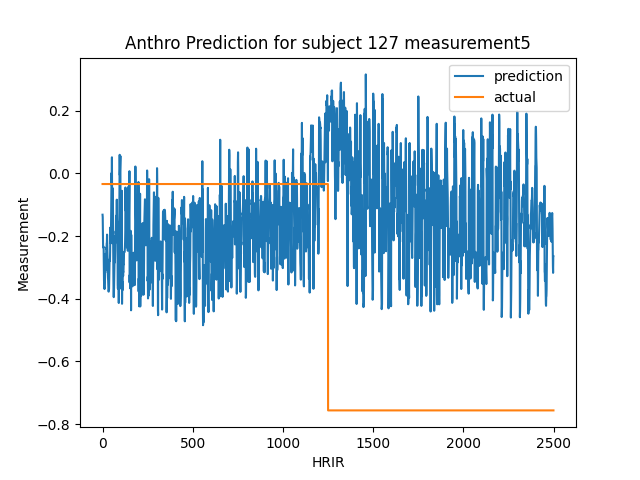 Anthro Prediction for subject 127 measurement5
prediction
actual
0.2
0.0
−0.2
−0.4
−0.6
−0.8
Measurement
0
500
1000
1500
2000
2500
HRIR